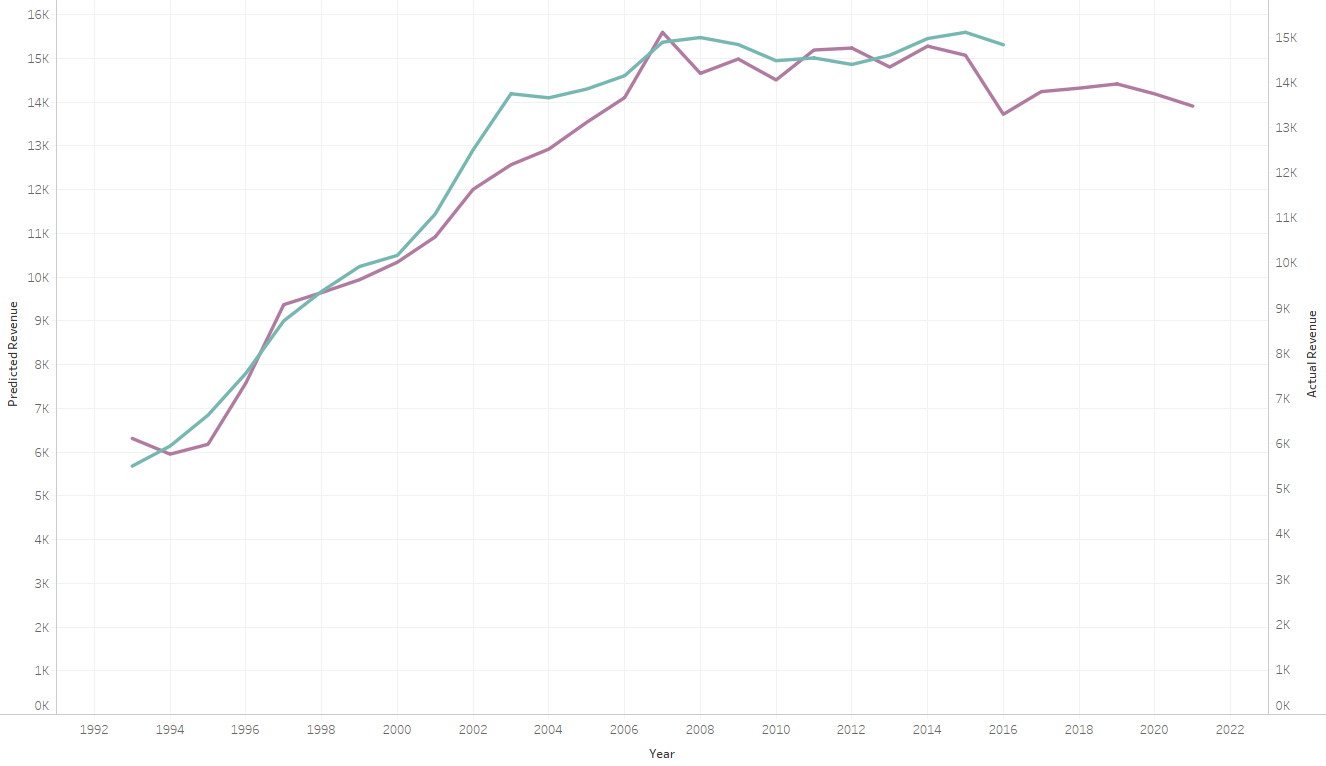 16K
15K
14K
13K
12K
11K
10K
9K
8K
7K
6K
5K
4K
3K
2K
1K
0K
Predicted Revenue
15K
14K
13K
12K
11K
10K
9K
8K
7K
6K
5K
4K
3K
2K
1K
0K
Actual Revenue
1992 1994 1996 1998 2000 2002 2004 2006 2008 2010 2012 2014 2016 2018 2020 2022
Year